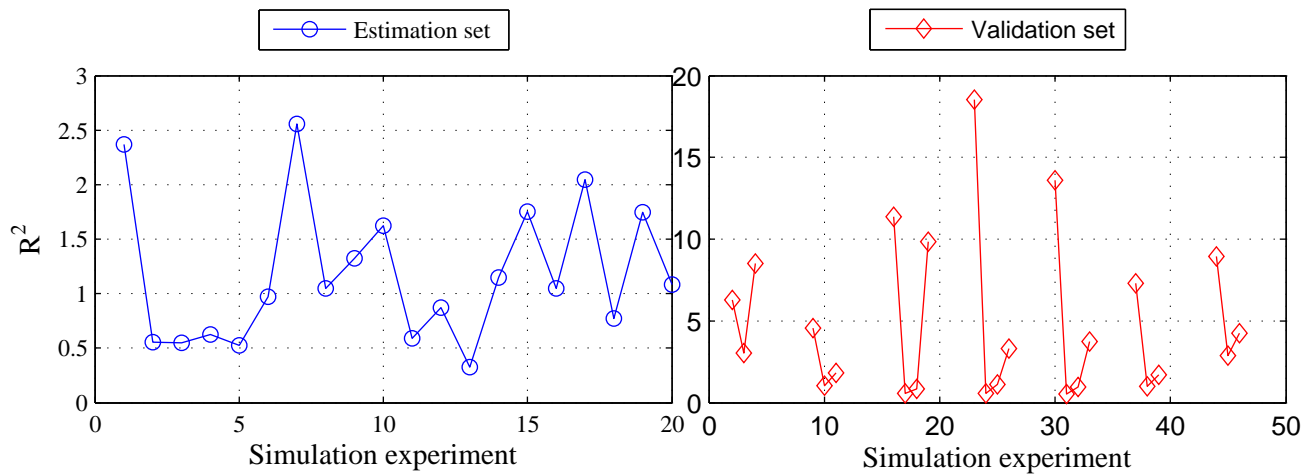 Estimation set
Validation set
3
2.5
2
1.5
1
0.5
0
R²
0 5 10 15 20
Simulation experiment
20
15
10
5
0
0 10 20 30 40 50
Simulation experiment